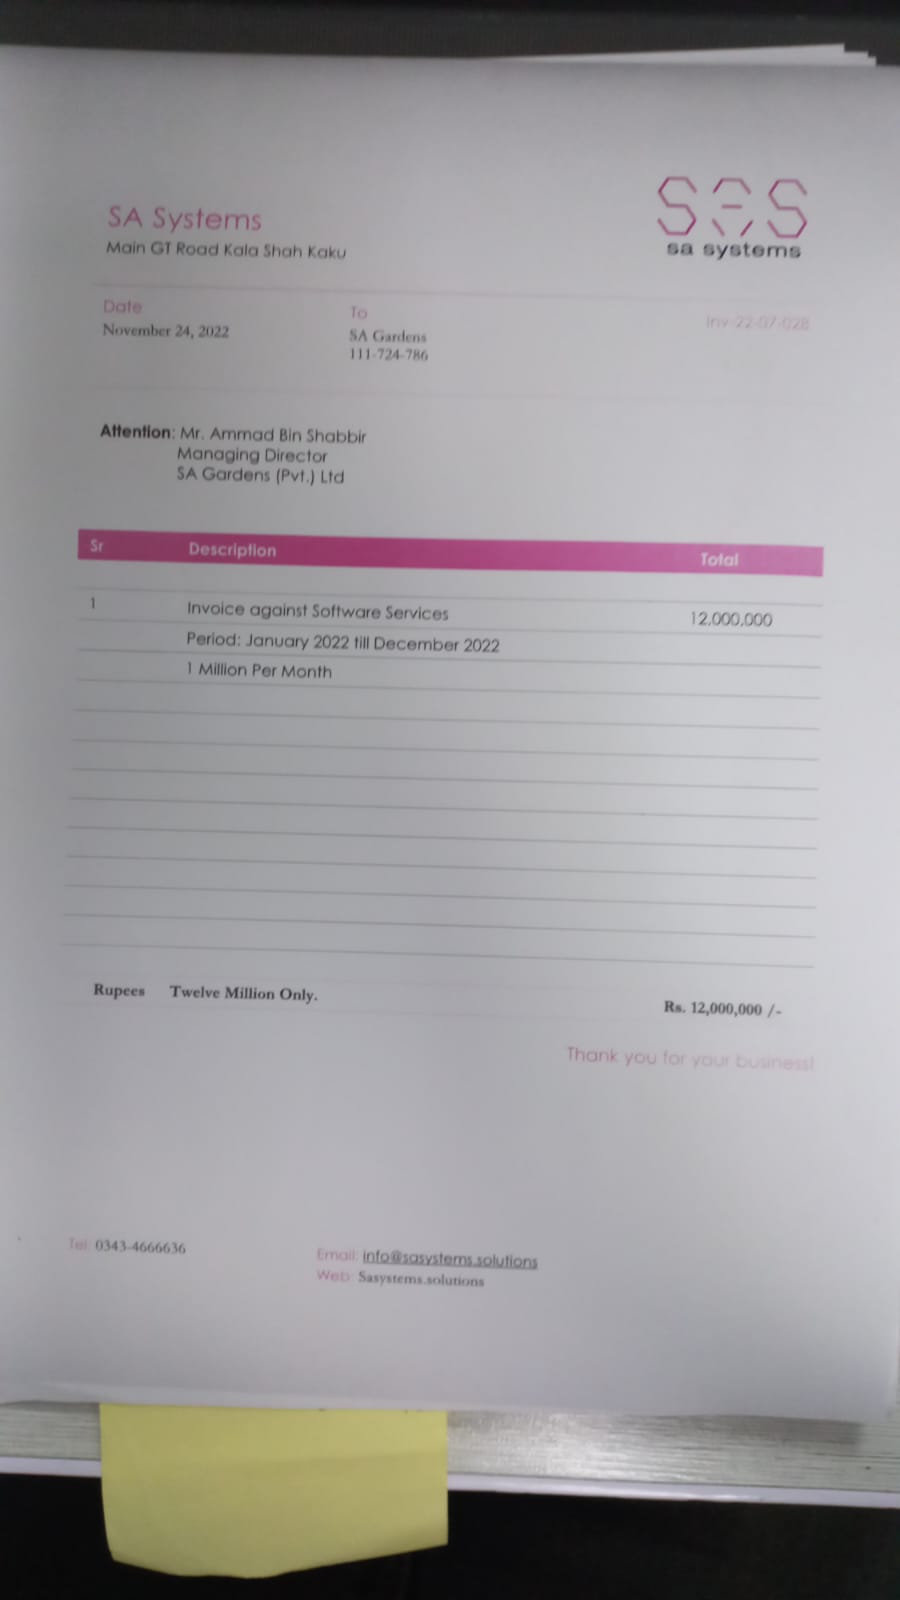 SAS
sa systems
SA Systems
Main GT Road Kala Shah Kaku
Date
November 24, 2022
To
SA Gardens
111-724-786
Inv-22-07-028
Attention: Mr. Ammad Bin Shabbir
Managing Director
SA Gardens (Pvt.) Ltd
Sr Description Total
1 Invoice against Software Services 12,000,000
Period: January 2022 till December 2022
1 Million Per Month
Rupees Twelve Million Only.
Rs. 12,000,000 /-
Thank you for your business!
Tel: 0343-4666636
Email: info@sasystems.solutions
Web: Sasystems.solutions